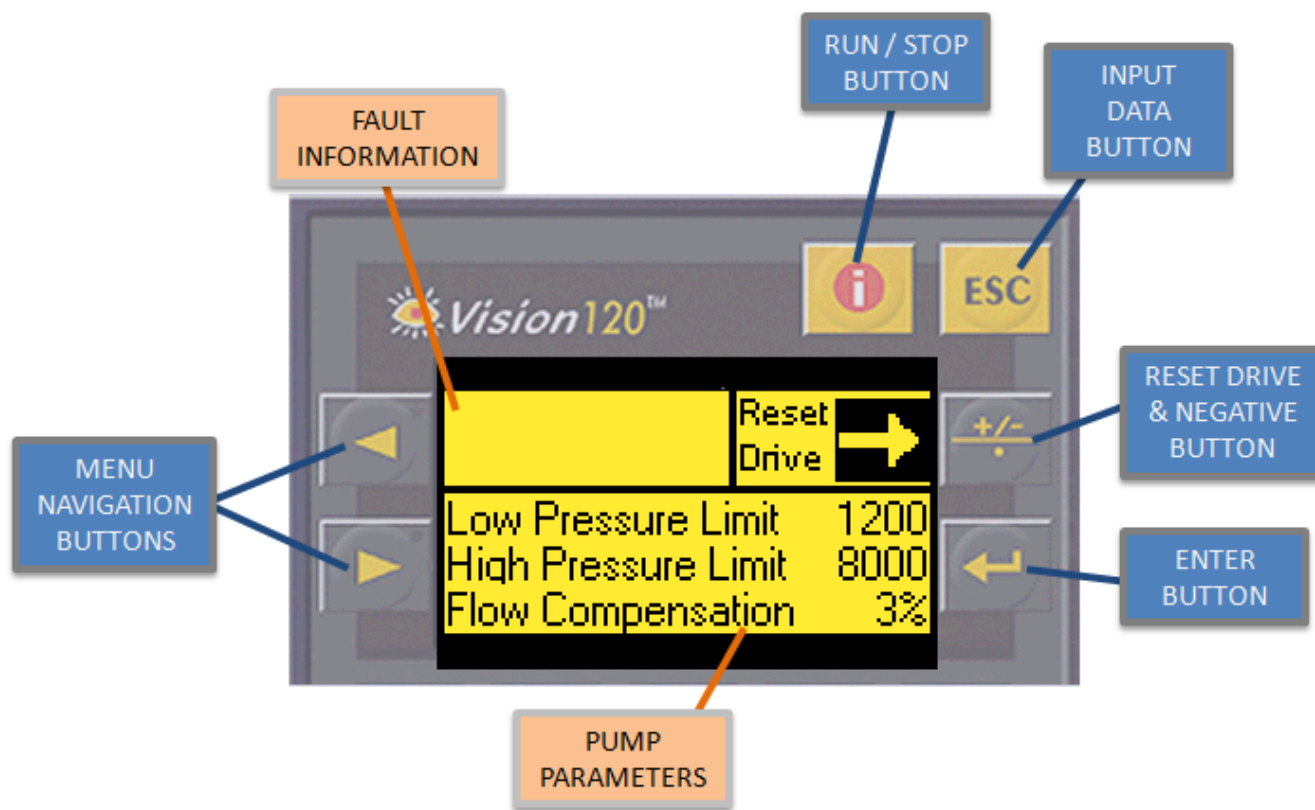 RUN / STOP
BUTTON
INPUT
DATA
BUTTON
FAULT
INFORMATION
i
ESC
Vision120™
RESET DRIVE
& NEGATIVE
BUTTON
Reset
Drive
+/-
MENU
NAVIGATION
BUTTONS
Low Pressure Limit 1200
High Pressure Limit 8000
Flow Compensation 3%
ENTER
BUTTON
PUMP
PARAMETERS